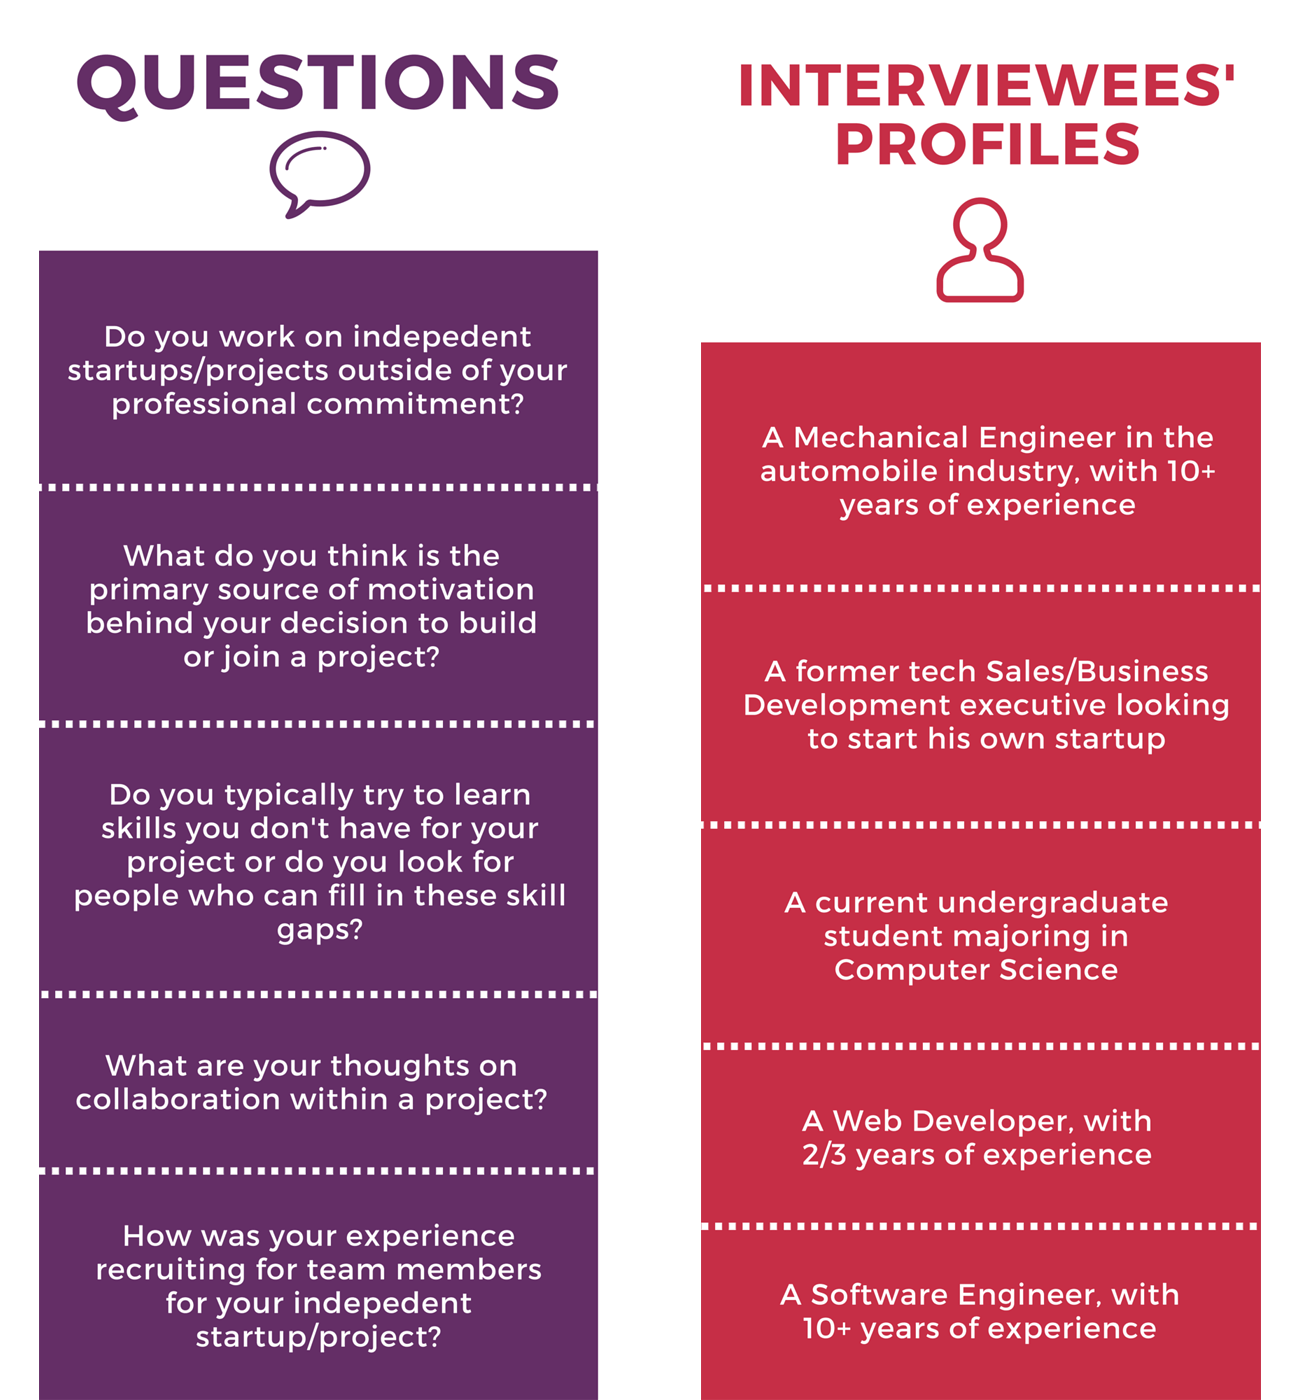 QUESTIONS
Do you work on indepedent
startups/projects outside of your
professional commitment?
What do you think is the
primary source of motivation
behind your decision to build
or join a project?
Do you typically try to learn
skills you don't have for your
project or do you look for
people who can fill in these skill
gaps?
What are your thoughts on
collaboration within a project?
How was your experience
recruiting for team members
for your indepedent
startup/project?
INTERVIEWEES'
PROFILES
A Mechanical Engineer in the
automobile industry, with 10+
years of experience
A former tech Sales/Business
Development executive looking
to start his own startup
A current undergraduate
student majoring in
Computer Science
A Web Developer, with
2/3 years of experience
A Software Engineer, with
10+ years of experience